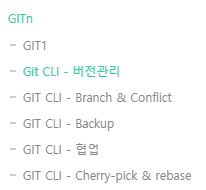 GITn
- GIT1
- Git CLI - 버전관리
- GIT CLI - Branch & Conflict
- GIT CLI - Backup
- GIT CLI - 협업
- GIT CLI - Cherry-pick & rebase